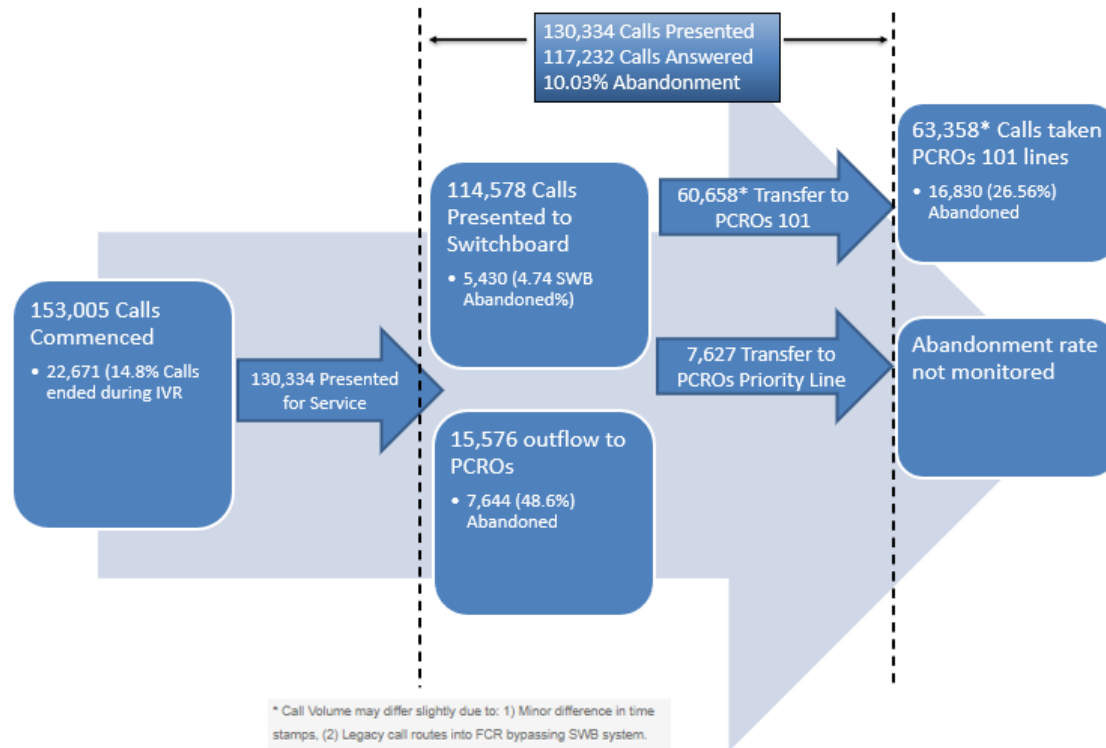 130,334 Calls Presented
117,232 Calls Answered
10.03% Abandonment
153,005 Calls
Commenced
• 22,671 (14.8% Calls
ended during IVR
130,334 Presented
for Service
114,578 Calls
Presented to
Switchboard
• 5,430 (4.74 SWB
Abandoned%)
15,576 outflow to
PCROs
• 7,644 (48.6%)
Abandoned
60,658* Transfer to
PCROs 101
7,627 Transfer to
PCROs Priority Line
63,358* Calls taken
PCROs 101 lines
• 16,830 (26.56%)
Abandoned
Abandonment rate
not monitored
* Call Volume may differ slightly due to: 1) Minor difference in time
stamps, (2) Legacy call routes into FCR bypassing SWB system.